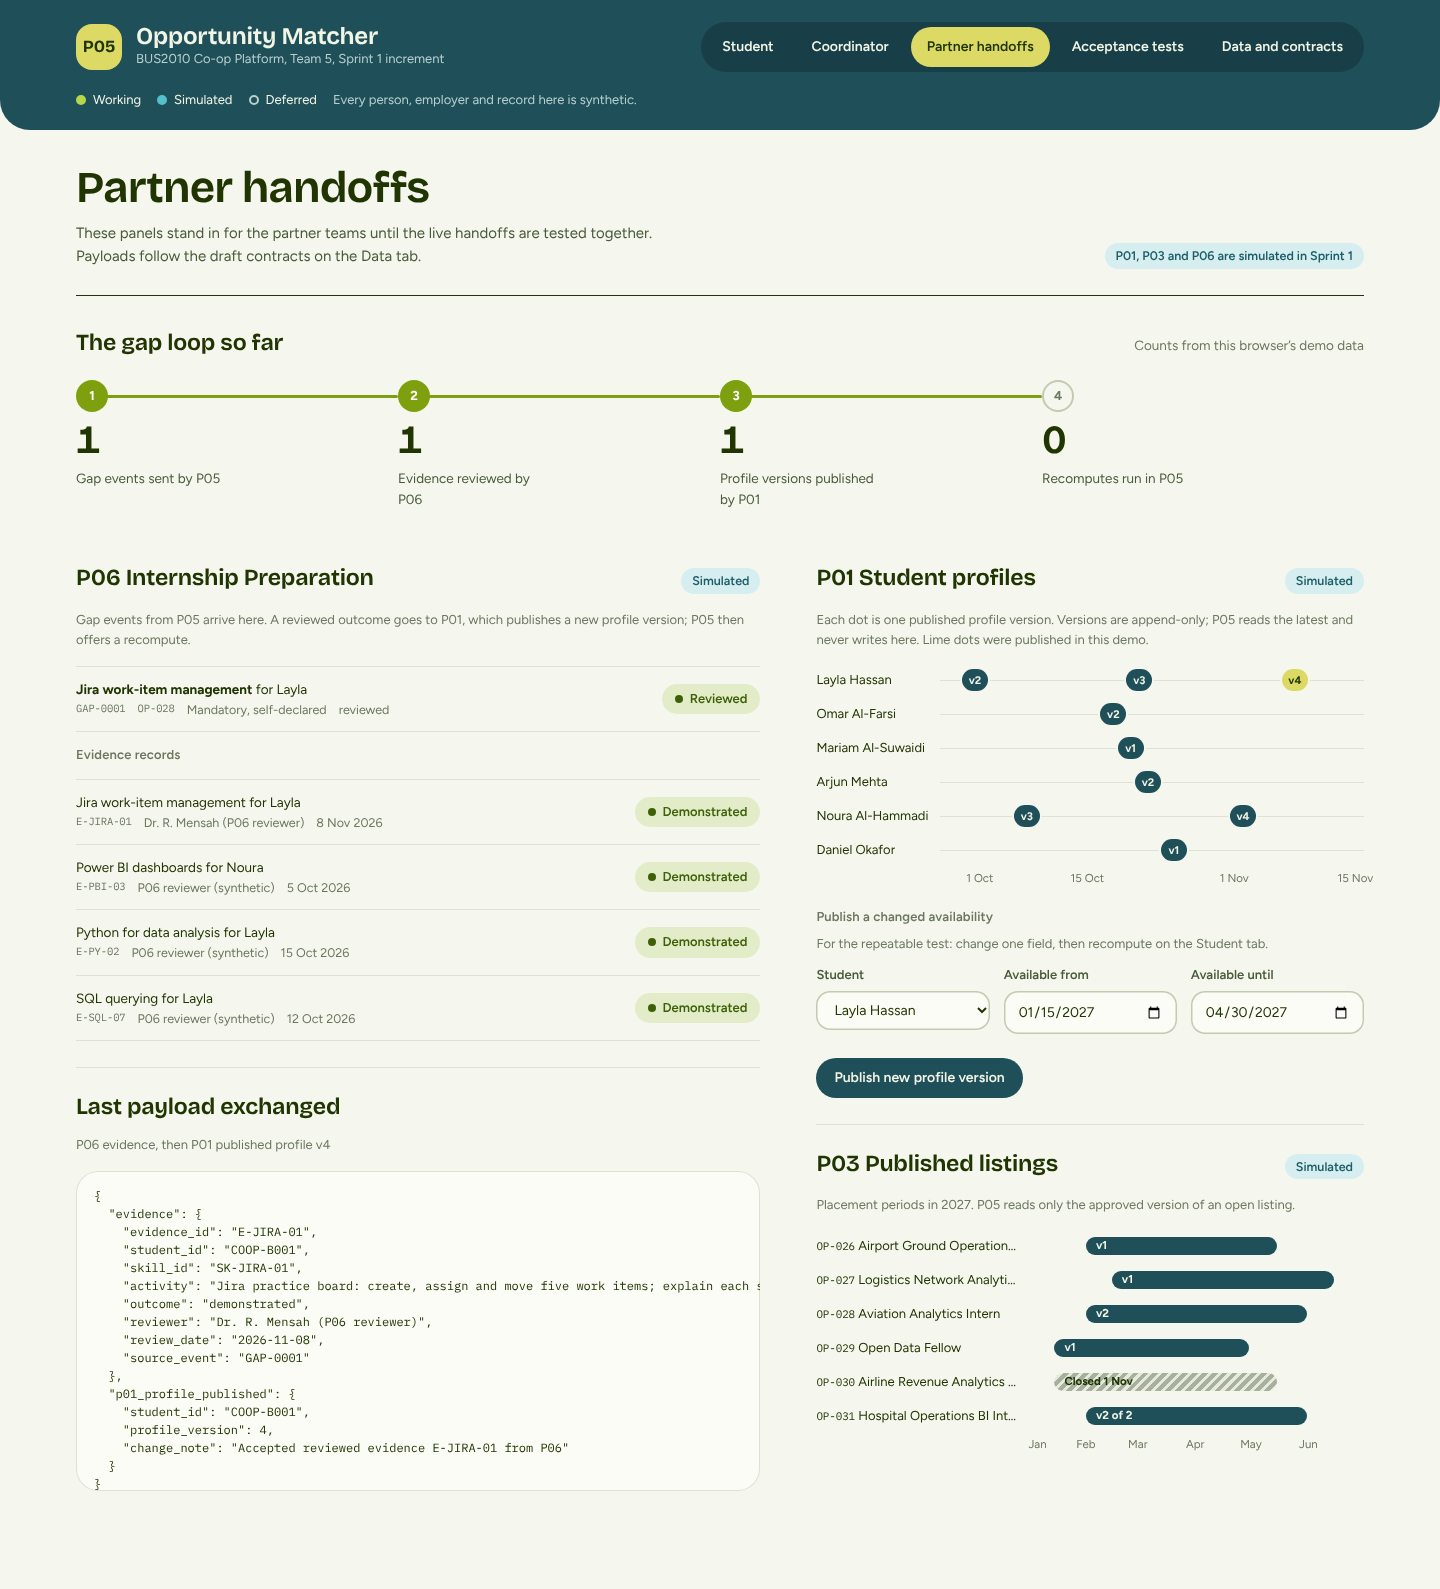 P05
Opportunity Matcher
BUS2010 Co-op Platform, Team 5, Sprint 1 increment
Student
Coordinator
Partner handoffs
Acceptance tests
Data and contracts
Working
Simulated
Deferred
Every person, employer and record here is synthetic.
Partner handoffs
These panels stand in for the partner teams until the live handoffs are tested together.
Payloads follow the draft contracts on the Data tab.
P01, P03 and P06 are simulated in Sprint 1
The gap loop so far
Counts from this browser's demo data
1
2
3
4
1
1
1
0
Gap events sent by P05
Evidence reviewed by
P06
Profile versions published
by P01
Recomputes run in P05
P06 Internship Preparation
Simulated
Gap events from P05 arrive here. A reviewed outcome goes to P01, which publishes a new profile version; P05 then
offers a recompute.
Jira work-item management for Layla
GAP-0001 OP-028 Mandatory, self-declared reviewed
Reviewed
Evidence records
Jira work-item management for Layla
E-JIRA-01 Dr. R. Mensah (P06 reviewer) 8 Nov 2026
Demonstrated
Power BI dashboards for Noura
E-PBI-03 P06 reviewer (synthetic) 5 Oct 2026
Demonstrated
Python for data analysis for Layla
E-PY-02 P06 reviewer (synthetic) 15 Oct 2026
Demonstrated
SQL querying for Layla
E-SQL-07 P06 reviewer (synthetic) 12 Oct 2026
Demonstrated
Last payload exchanged
P06 evidence, then P01 published profile v4
{
"evidence": {
"evidence_id": "E-JIRA-01",
"student_id": "COOP-B001",
"skill_id": "SK-JIRA-01",
"activity": "Jira practice board: create, assign and move five work items; explain each
"outcome": "demonstrated",
"reviewer": "Dr. R. Mensah (P06 reviewer)",
"review_date": "2026-11-08",
"source_event": "GAP-0001"
},
"p01_profile_published": {
"student_id": "COOP-B001",
"profile_version": 4,
"change_note": "Accepted reviewed evidence E-JIRA-01 from P06"
}
}
P01 Student profiles
Simulated
Each dot is one published profile version. Versions are append-only; P05 reads the latest and
never writes here. Lime dots were published in this demo.
Layla Hassan v2 v3 v4
Omar Al-Farsi v2
Mariam Al-Suwaidi v1
Arjun Mehta v2
Noura Al-Hammadi v3 v4
Daniel Okafor v1
1 Oct 15 Oct 1 Nov 15 Nov
Publish a changed availability
For the repeatable test: change one field, then recompute on the Student tab.
Student
Available from
Available until
Layla Hassan
01/15/2027
04/30/2027
Publish new profile version
P03 Published listings
Simulated
Placement periods in 2027. P05 reads only the approved version of an open listing.
OP-026 Airport Ground Operation... v1
OP-027 Logistics Network Analyti... v1
OP-028 Aviation Analytics Intern v2
OP-029 Open Data Fellow v1
OP-030 Airline Revenue Analytics ... Closed 1 Nov
OP-031 Hospital Operations BI Int... v2 of 2
Jan Feb Mar Apr May Jun